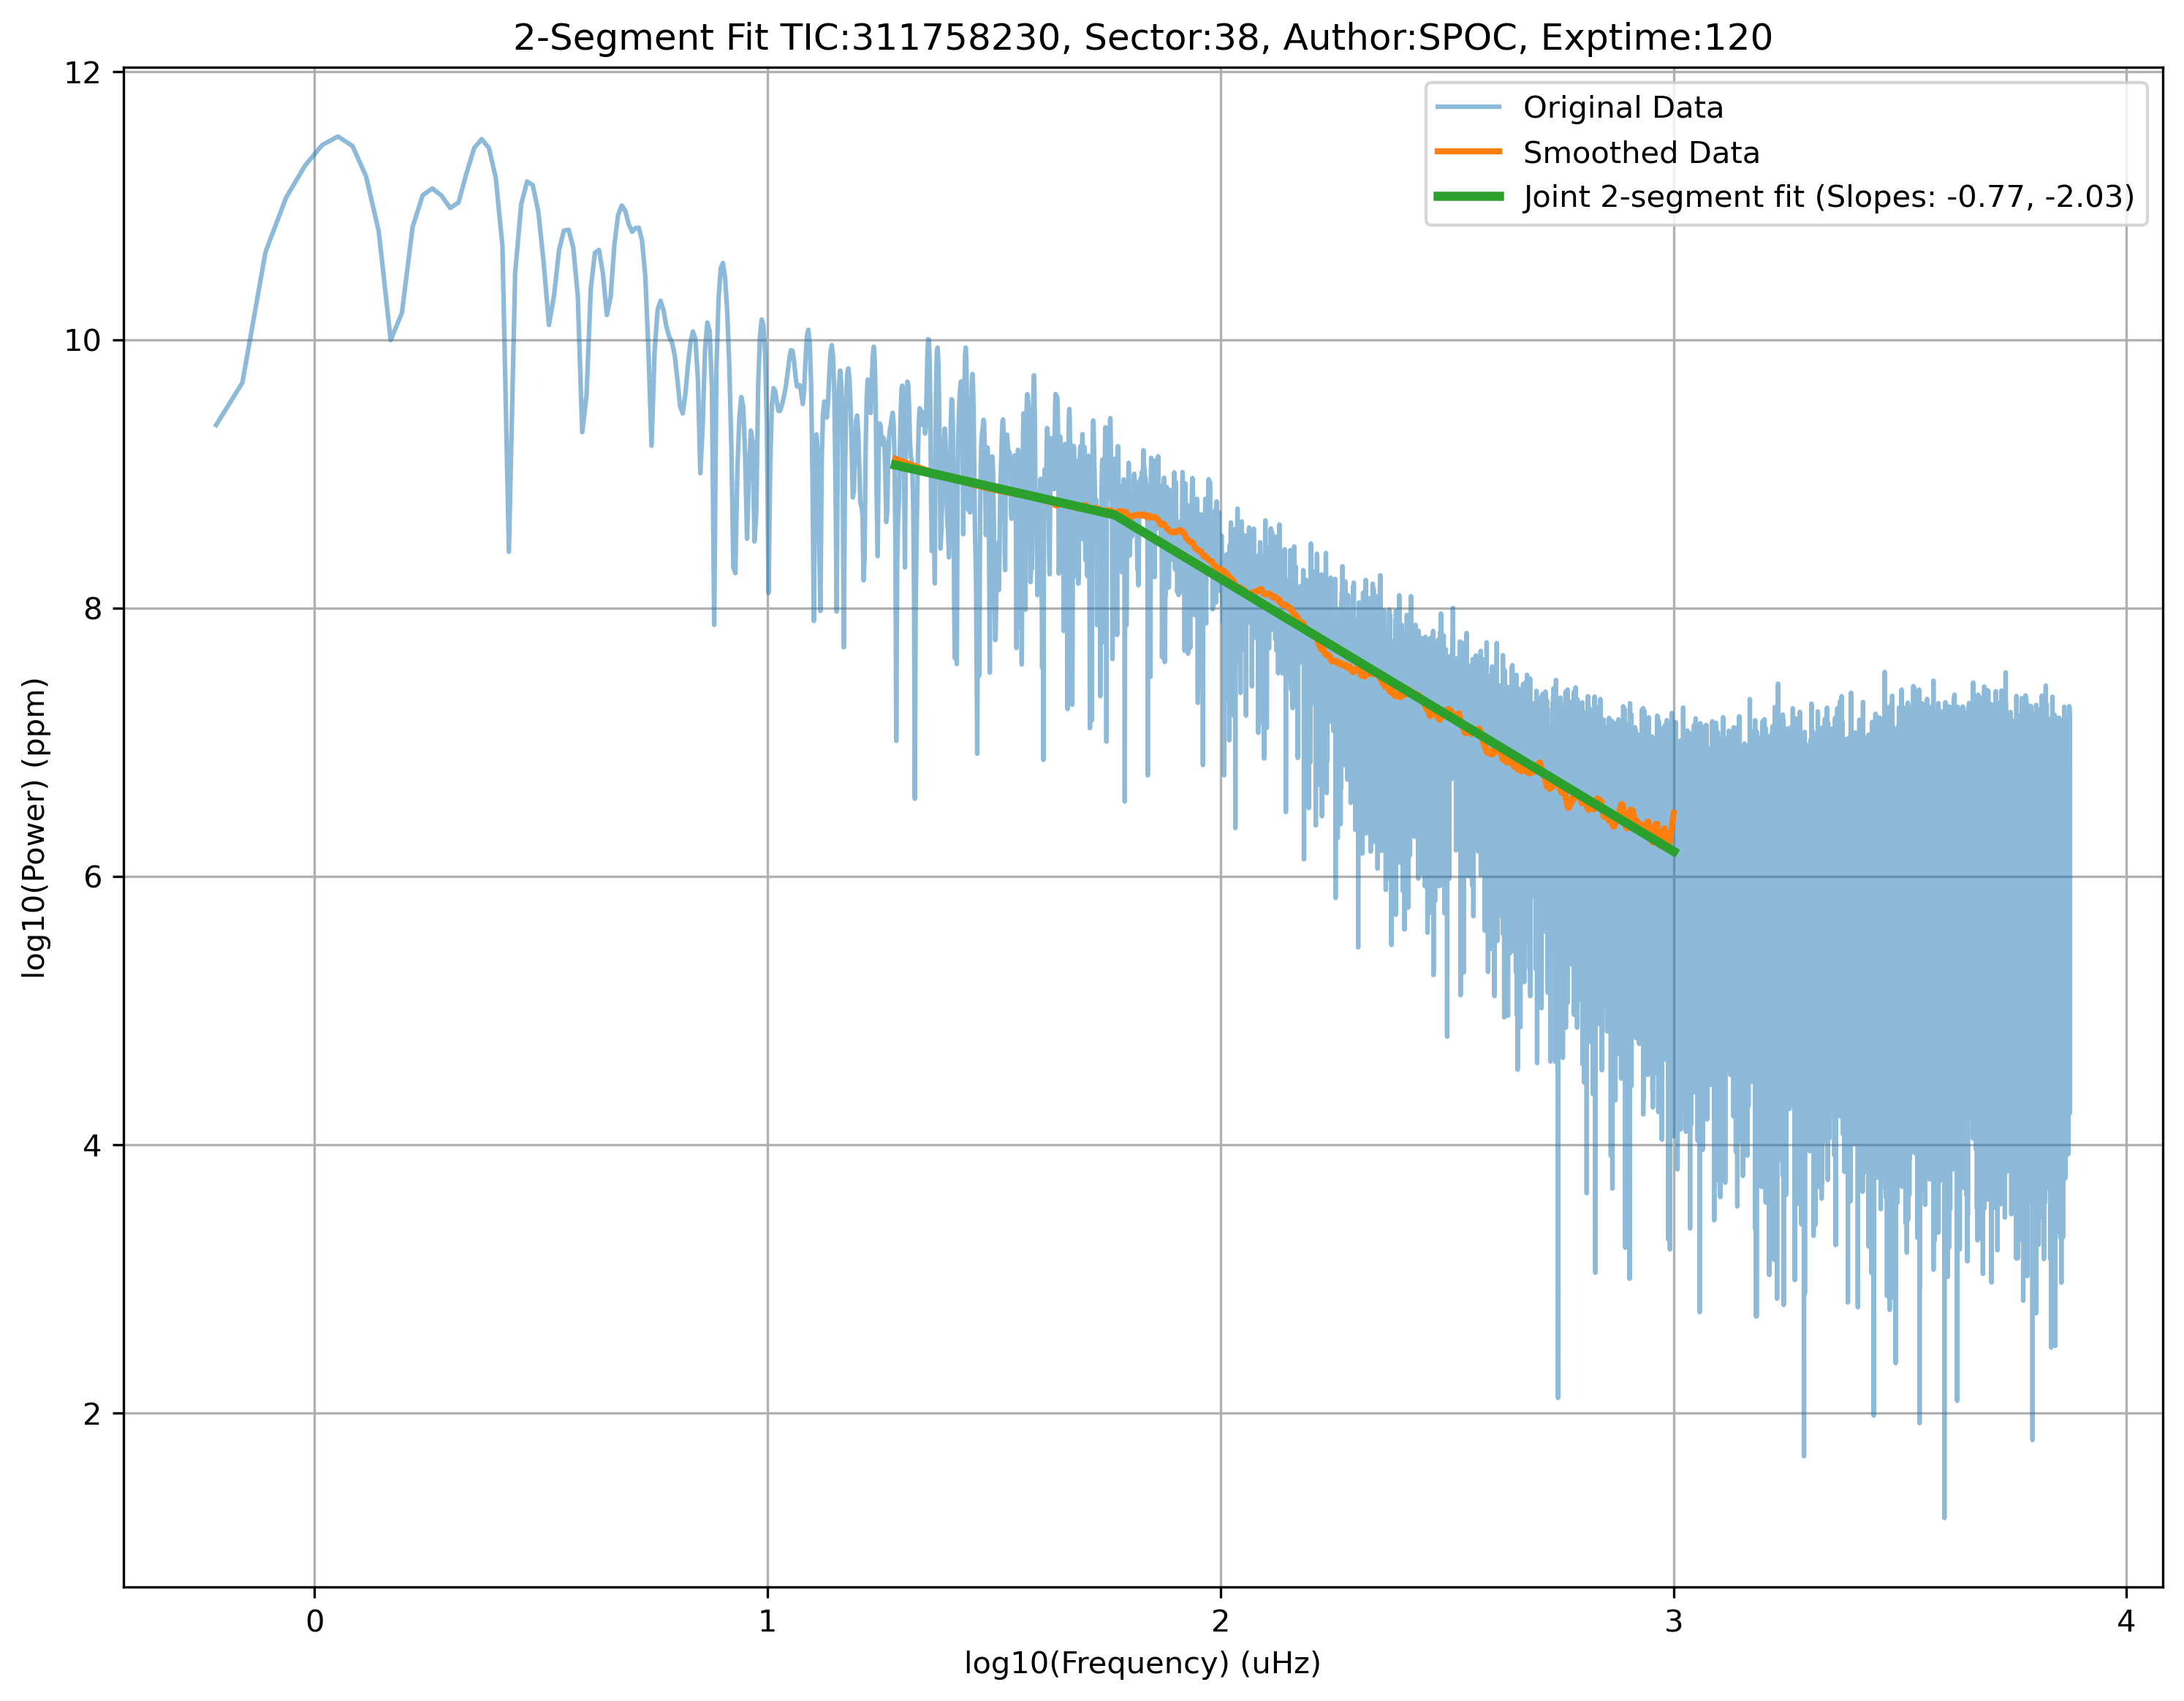 2-Segment Fit TIC:311758230, Sector:38, Author:SPOC, Exptime:120
12
10
8
6
4
2
log10(Power) (ppm)
Original Data
Smoothed Data
Joint 2-segment fit (Slopes: -0.77, -2.03)
0 1 2 3 4
log10(Frequency) (uHz)